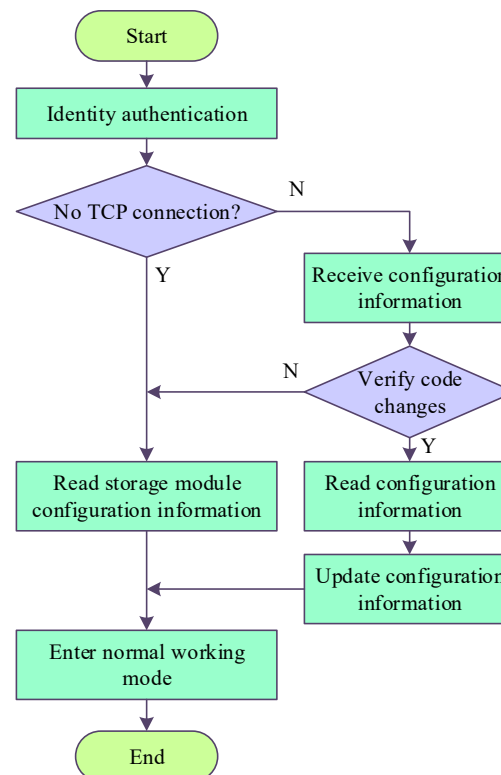 Start
Identity authentication
No TCP connection?
N
Y
Receive configuration
information
Verify code
changes
N
Y
Read storage module
configuration information
Read configuration
information
Update configuration
information
Enter normal working
mode
End